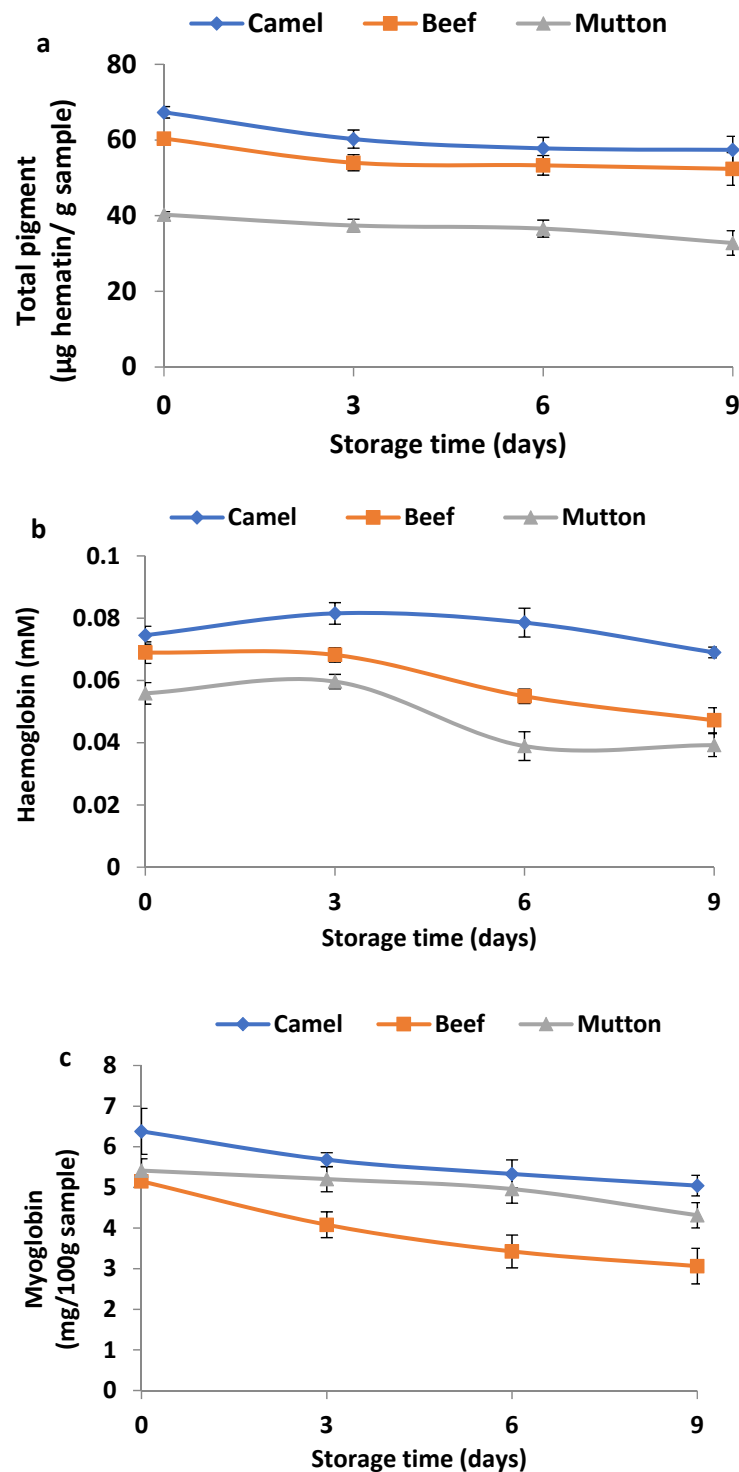 a
Camel Beef Mutton
80
60
40
20
0
0 3 6 9
Total pigment
(µg hematin/ g sample)
Storage time (days)
b
Camel Beef Mutton
0.1
0.08
0.06
0.04
0.02
0
0 3 6 9
Haemoglobin (mM)
Storage time (days)
c
Camel Beef Mutton
8
7
6
5
4
3
2
1
0
0 3 6 9
Myoglobin
(mg/100g sample)
Storage time (days)